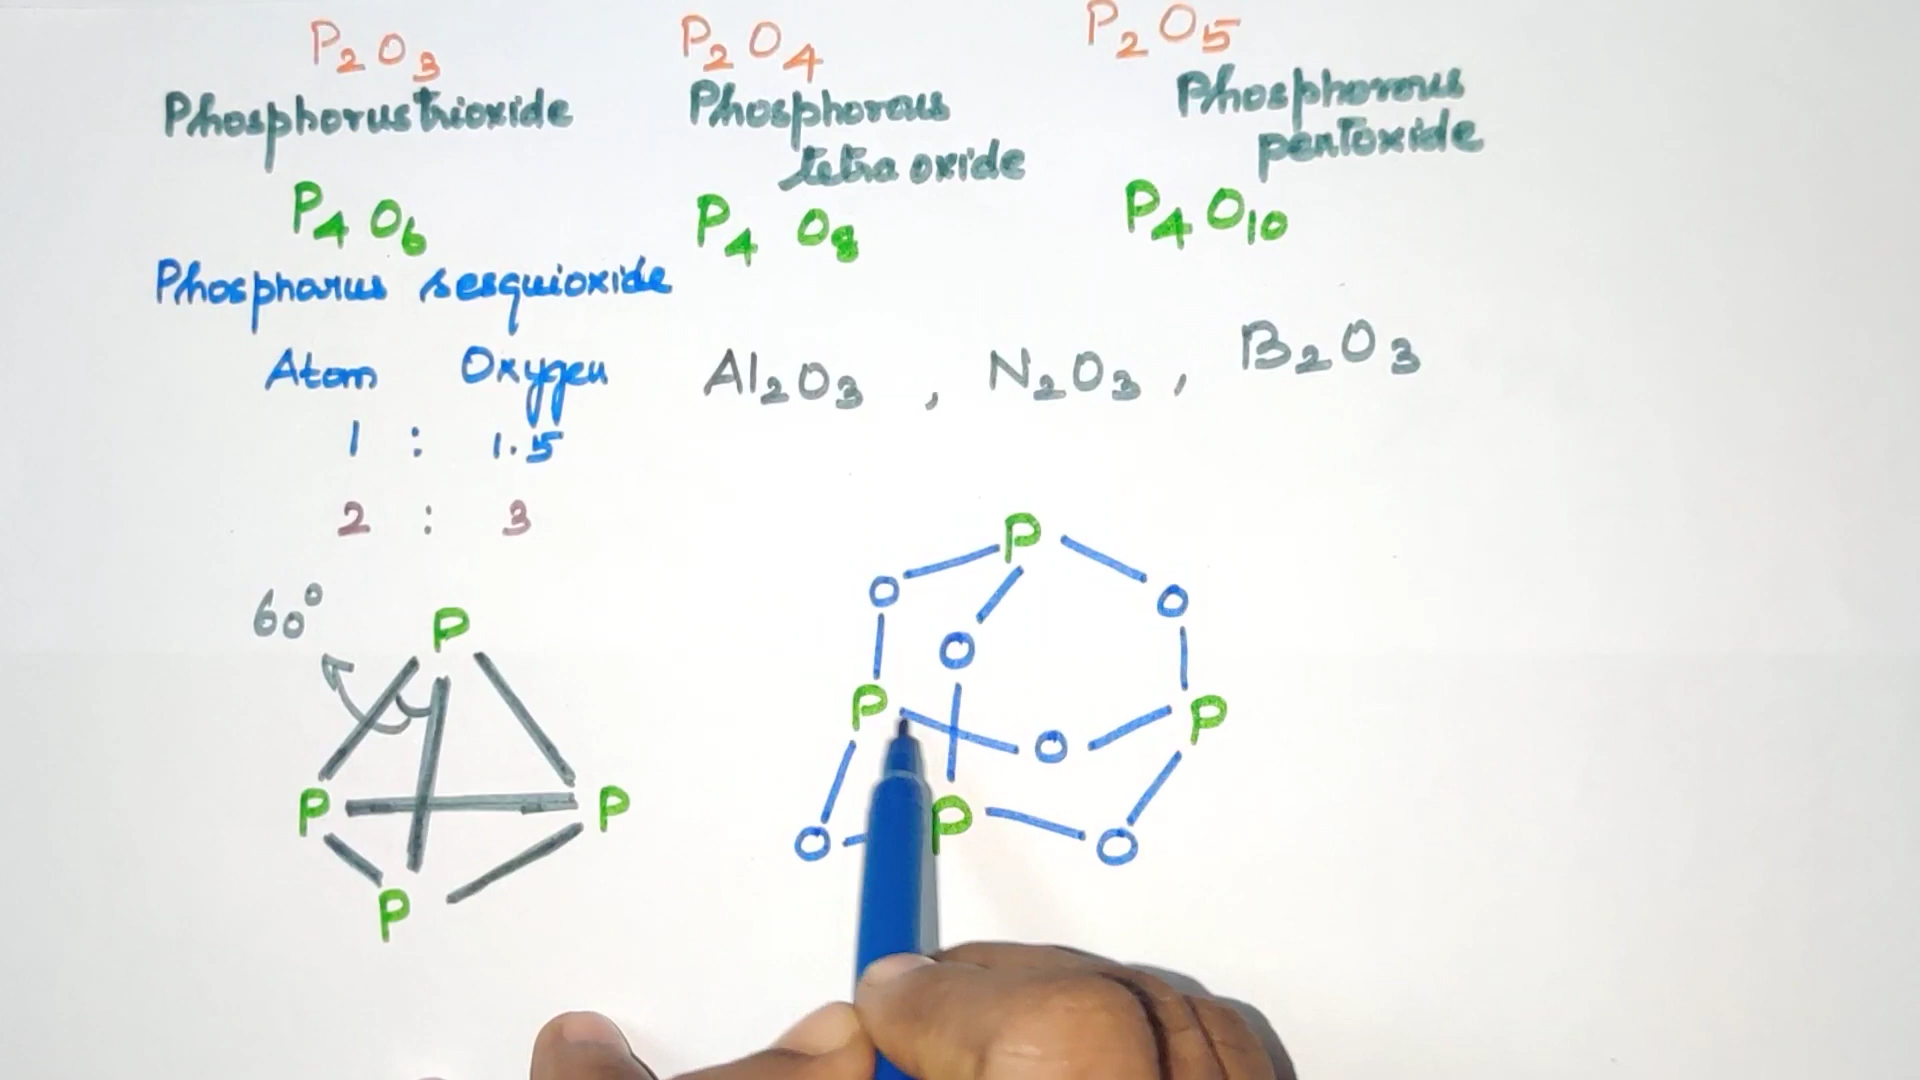 P2O3 P2O4 P2O5
Phosphorustrioxide Phosphorous Phosphorous
tetra oxide pentoxide
P4O6 P4O8 P4O10
Phosphorus sesquioxide
Atom Oxygen Al2O3 , N2O3 , B2O3
1 : 1.5
2 : 3
P
60° O O
P
O
P P
O
P P
O P O
P